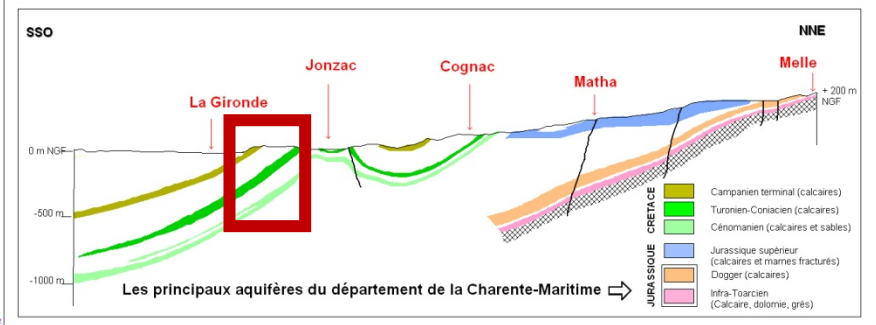 SSO
NNE
Jonzac
Cognac
Melle
Matha
La Gironde
+ 200 m
NGF
0 m NGF
-500 m
-1000 m
CRETACE
Campanien terminal (calcaires)
Turonien-Coniacien (calcaires)
Cénomanien (calcaires et sables)
JURASSIQUE
Jurassique supérieur
(calcaires et marnes fracturés)
Dogger (calcaires)
Infra-Toarcien
(Calcaire, dolomie, grès)
Les principaux aquifères du département de la Charente-Maritime